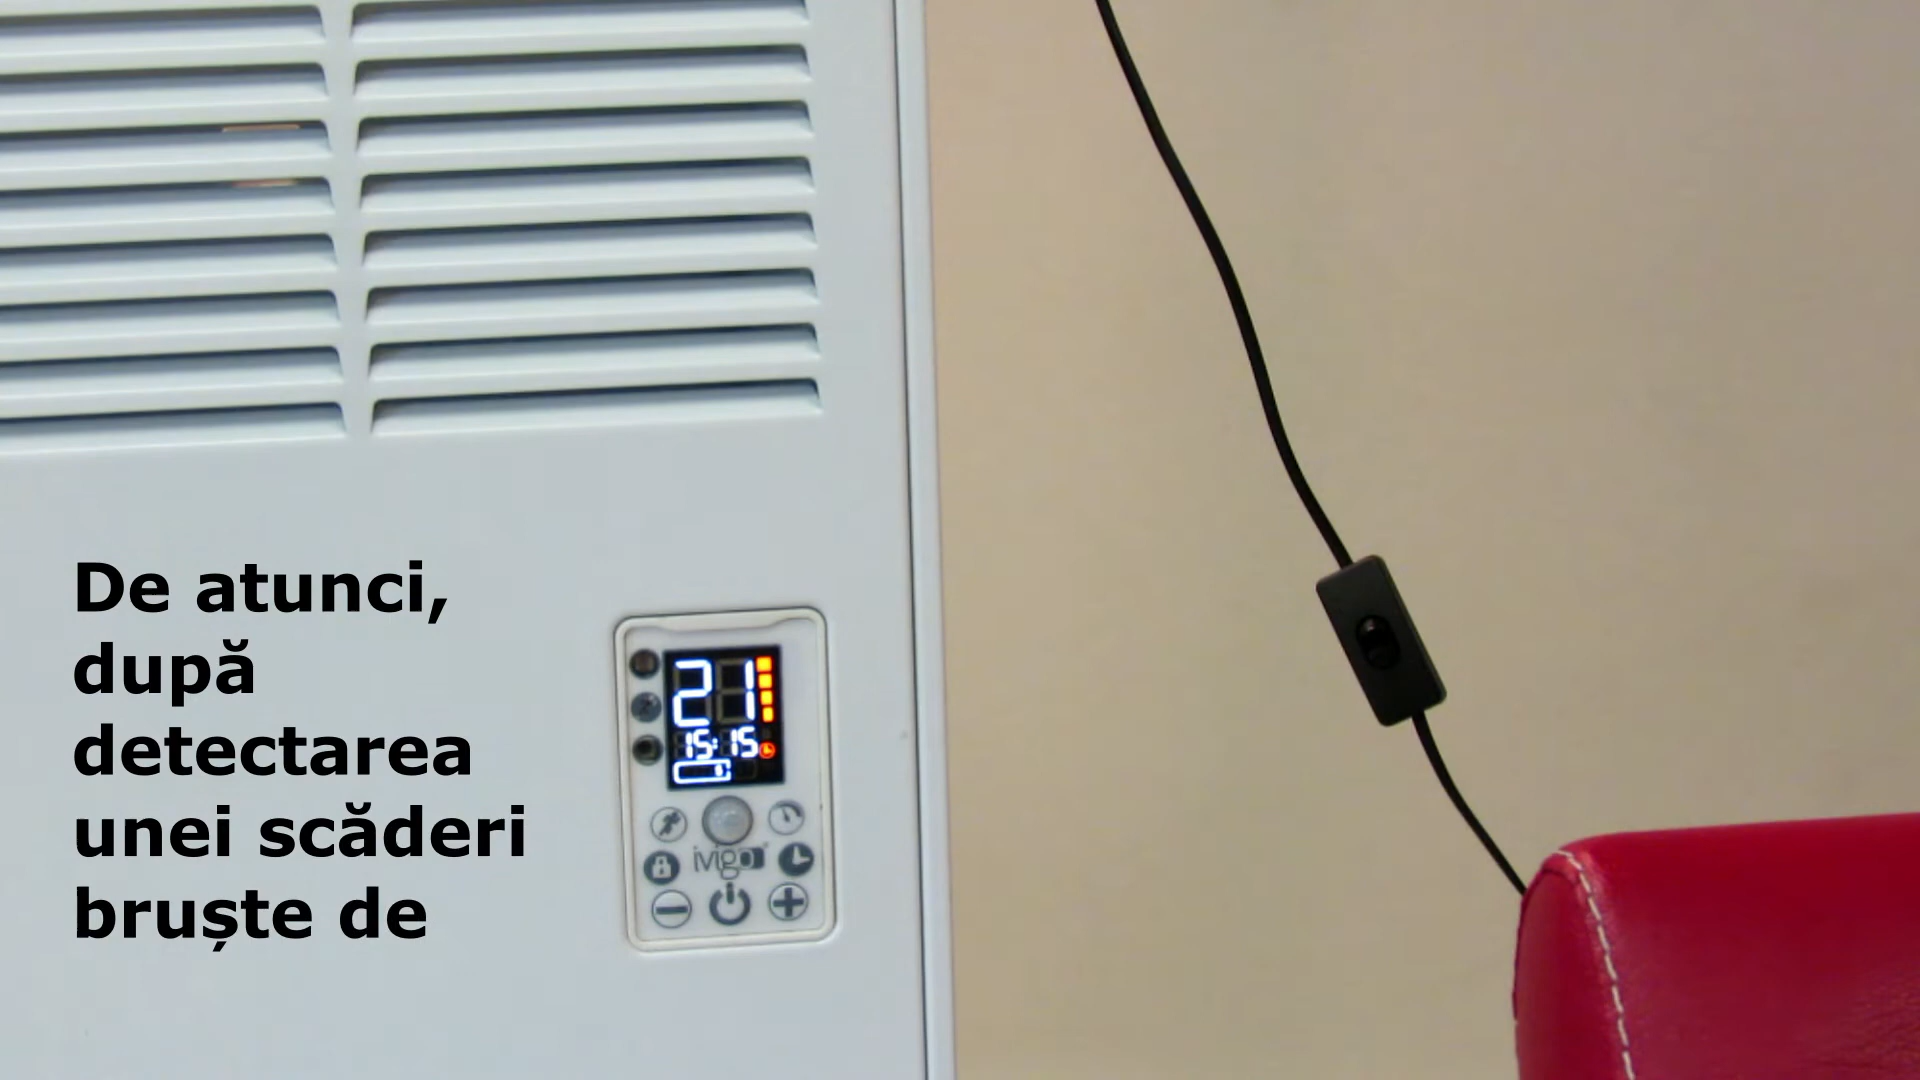 De atunci,
după
detectarea
unei scăderi
bruște de
21
15:15
ivigo